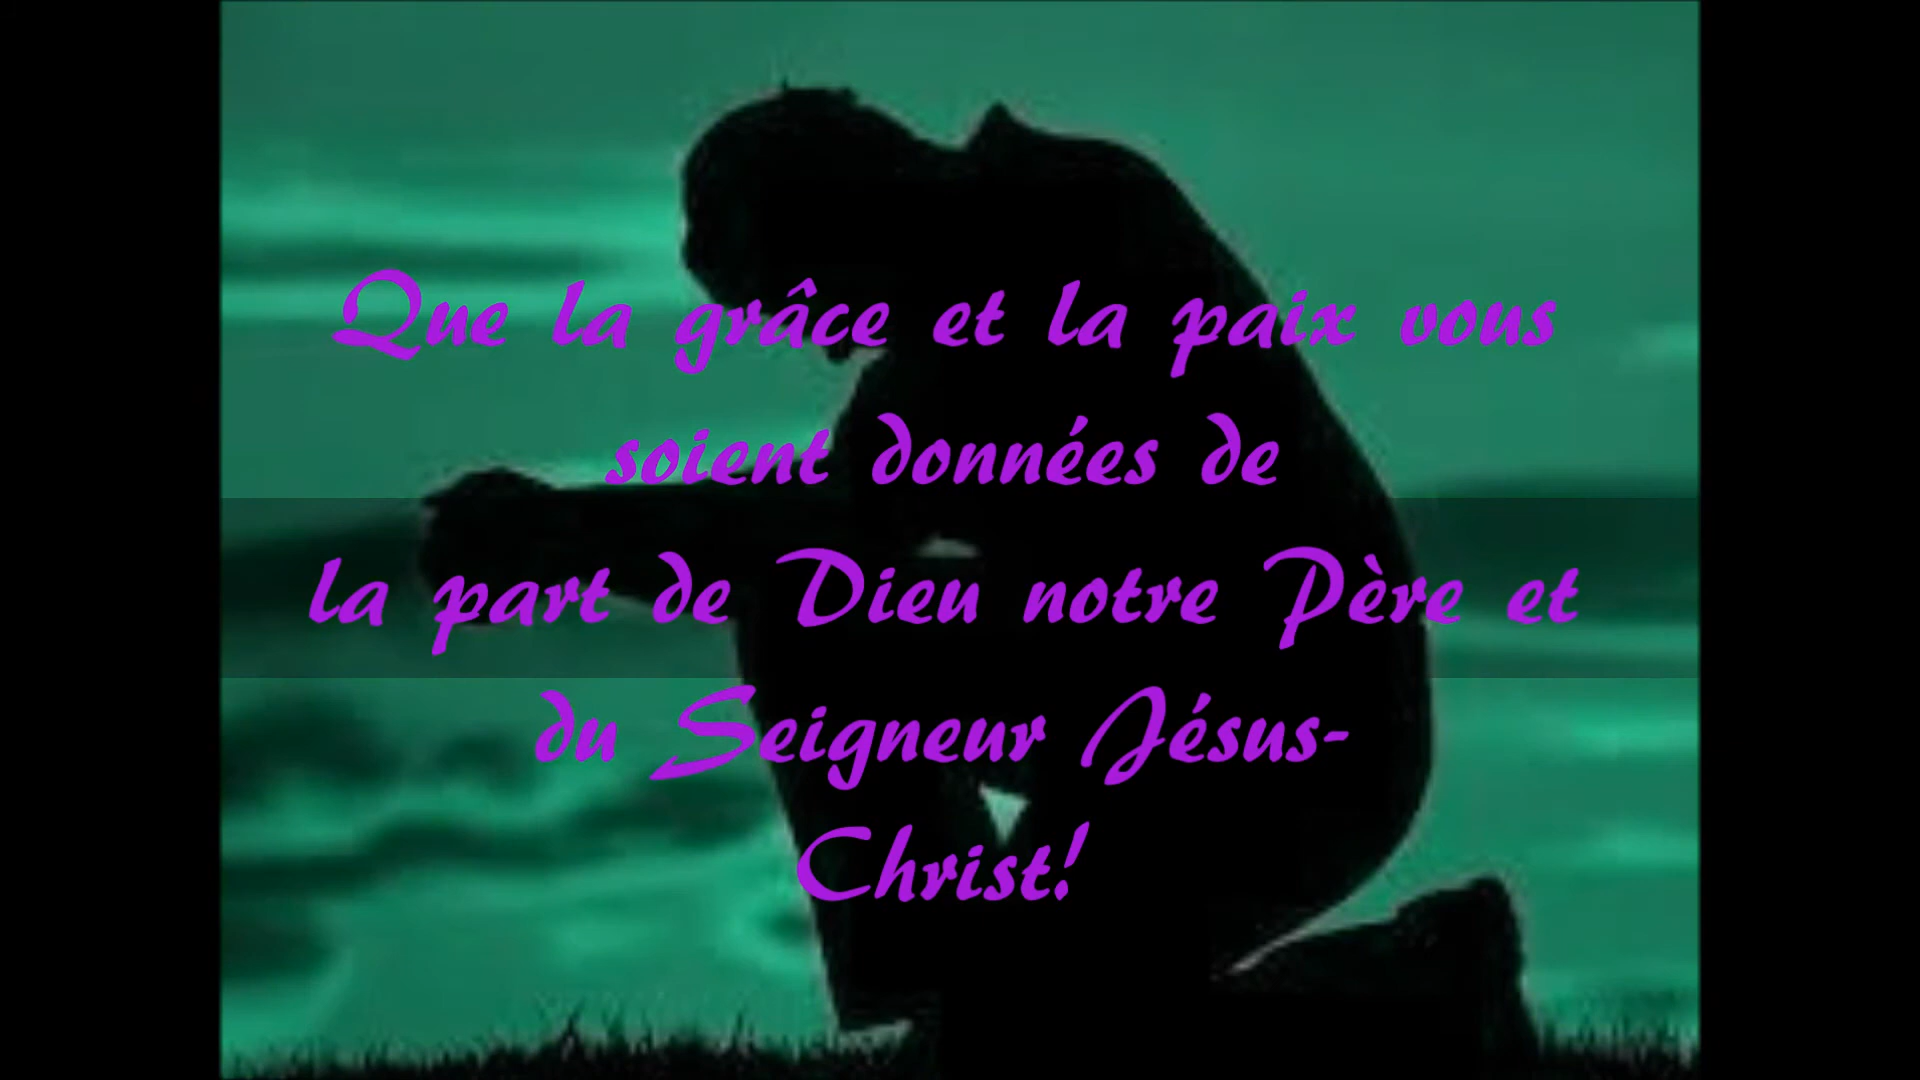 Que la grâce et la paix vous
soient données de
la part de Dieu notre Père et
du Seigneur Jésus-
Christ!